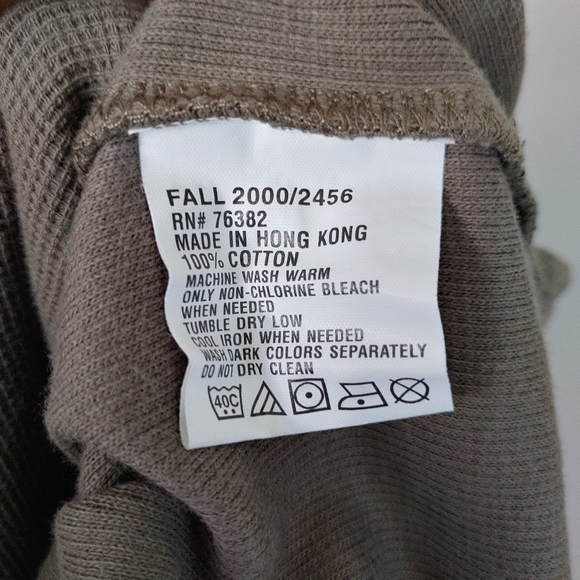 FALL 2000/2456
RN# 76382
MADE IN HONG KONG
100% COTTON
MACHINE WASH WARM
ONLY NON-CHLORINE BLEACH
WHEN NEEDED
TUMBLE DRY LOW
COOL IRON WHEN NEEDED
WASH DARK COLORS SEPARATELY
DO NOT DRY CLEAN
40C